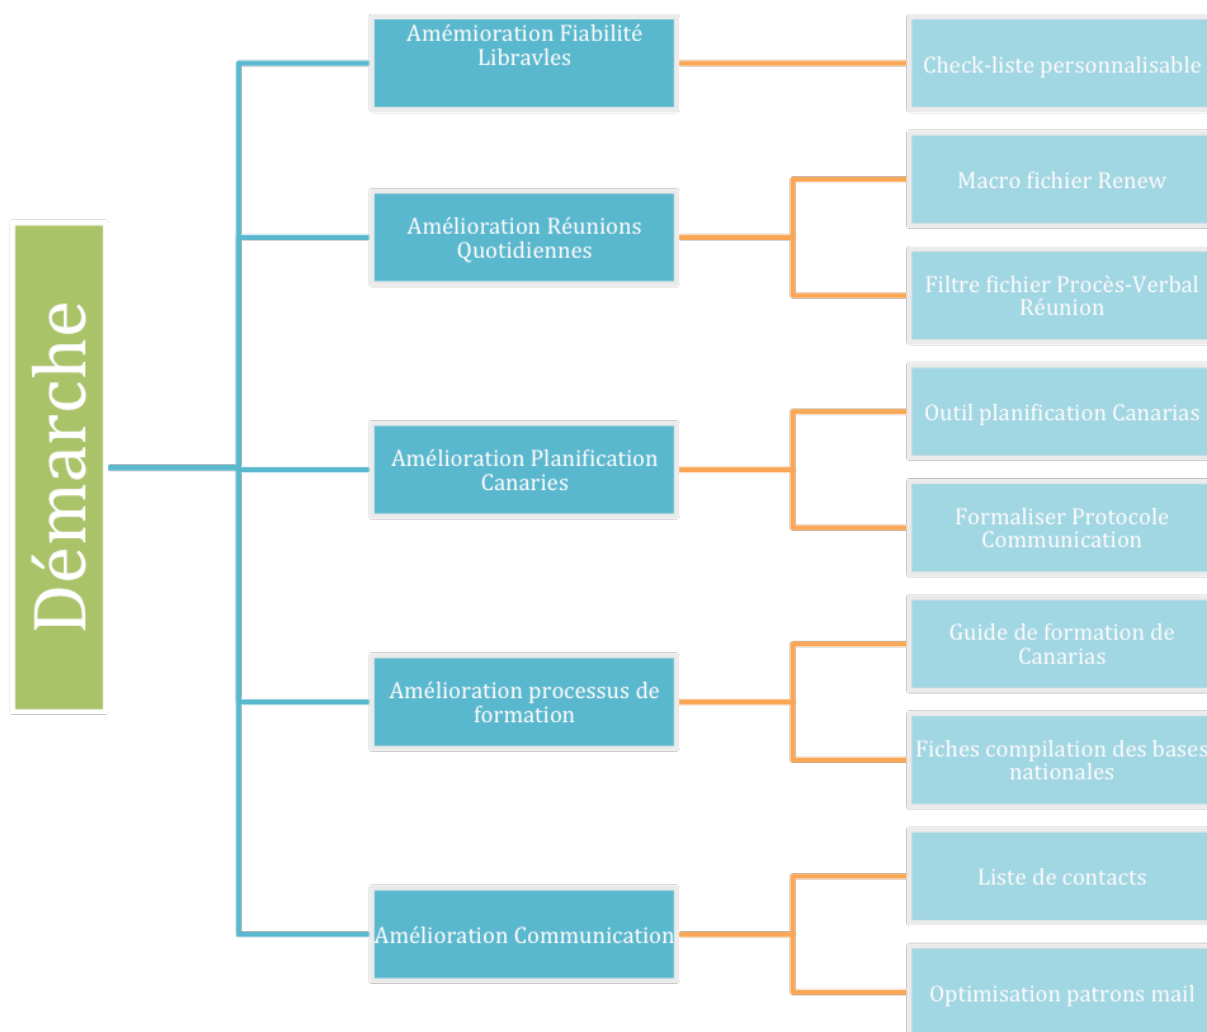 Démarche
Amémioration Fiabilité
Libravles
Check-liste personnalisable
Amélioration Réunions
Quotidiennes
Macro fichier Renew
Filtre fichier Procès-Verbal
Réunion
Amélioration Planification
Canaries
Outil planification Canarias
Formaliser Protocole
Communication
Amélioration processus de
formation
Guide de formation de
Canarias
Fiches compilation des bases
nationales
Amélioration Communication
Liste de contacts
Optimisation patrons mail